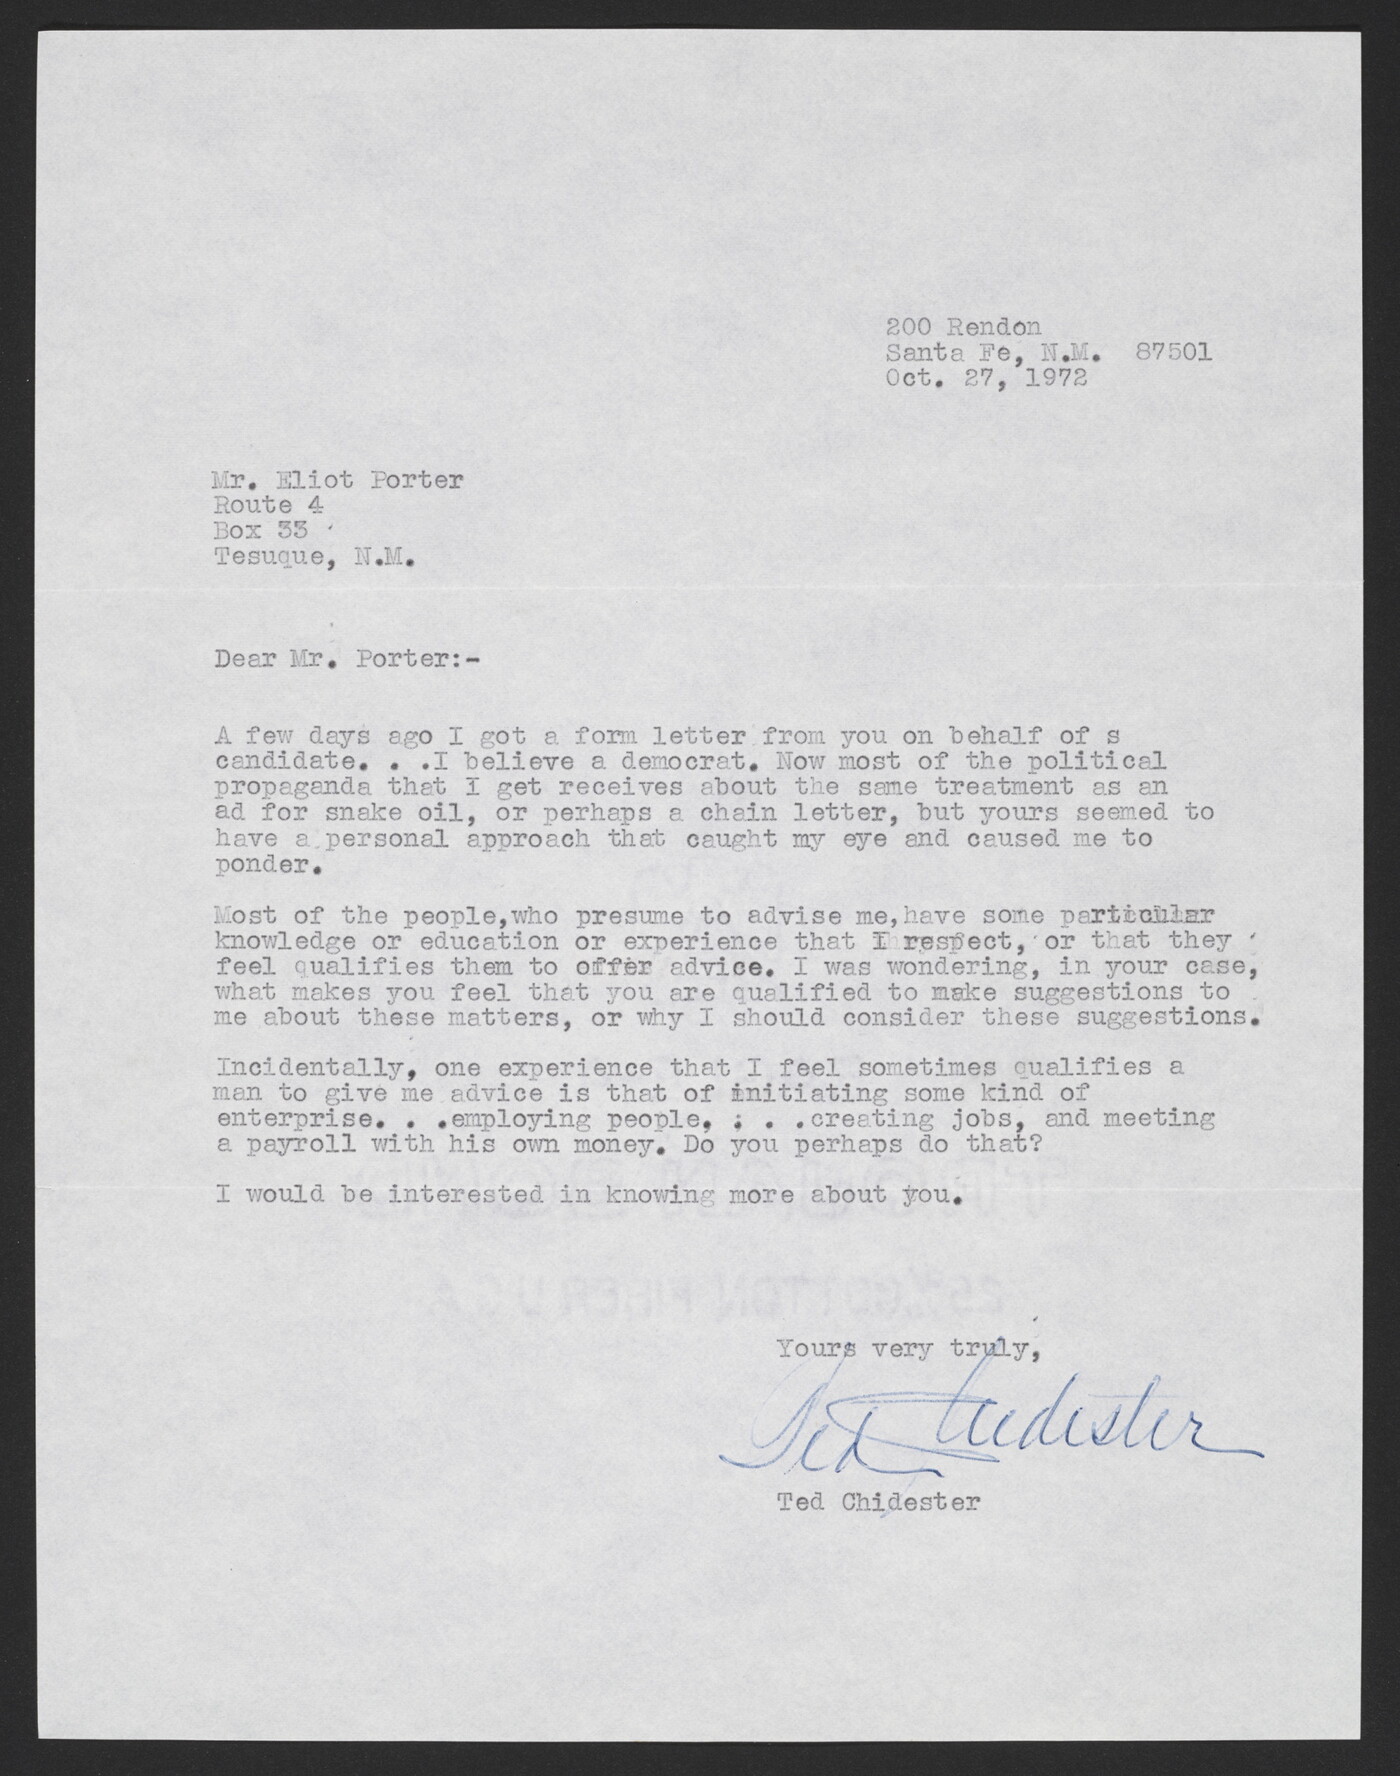 200 Rendon
Santa Fe, N.M.  87501
Oct. 27, 1972
Mr. Eliot Porter
Route 4
Box 33
Tesuque, N.M.
Dear Mr. Porter:-
A few days ago I got a form letter from you on behalf of s
candidate. . .I believe a democrat. Now most of the political
propaganda that I get receives about the same treatment as an
ad for snake oil, or perhaps a chain letter, but yours seemed to
have a personal approach that caught my eye and caused me to
ponder.
Most of the people,who presume to advise me,have some particular
knowledge or education or experience that I respect, or that they
feel qualifies them to offer advice. I was wondering, in your case,
what makes you feel that you are qualified to make suggestions to
me about these matters, or why I should consider these suggestions.
Incidentally, one experience that I feel sometimes qualifies a
man to give me advice is that of initiating some kind of
enterprise. . .employing people, ; . .creating jobs, and meeting
a payroll with his own money. Do you perhaps do that?
I would be interested in knowing more about you.
25% COTTON FIBER U.S.A.
Yours very truly,
Ted Chidester
Ted Chidester